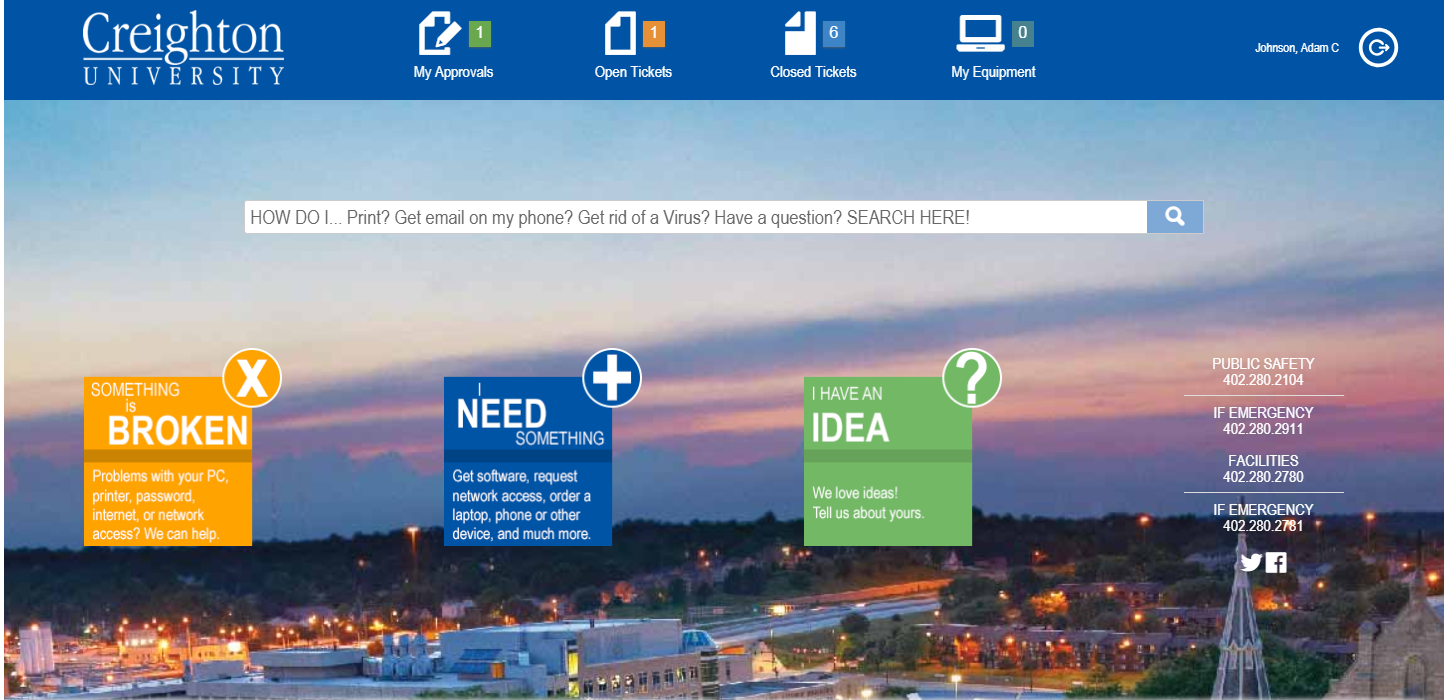 Creighton
UNIVERSITY
1
My Approvals
1
Open Tickets
6
Closed Tickets
0
My Equipment
Johnson, Adam C
HOW DO I... Print? Get email on my phone? Get rid of a Virus? Have a question? SEARCH HERE!
X
SOMETHING
is
BROKEN
Problems with your PC,
printer, password,
internet, or network
access? We can help.
I
NEED
SOMETHING
Get software, request
network access, order a
laptop, phone or other
device, and much more.
?
I HAVE AN
IDEA
We love ideas!
Tell us about yours.
PUBLIC SAFETY
402.280.2104
IF EMERGENCY
402.280.2911
FACILITIES
402.280.2780
IF EMERGENCY
402.280.2781